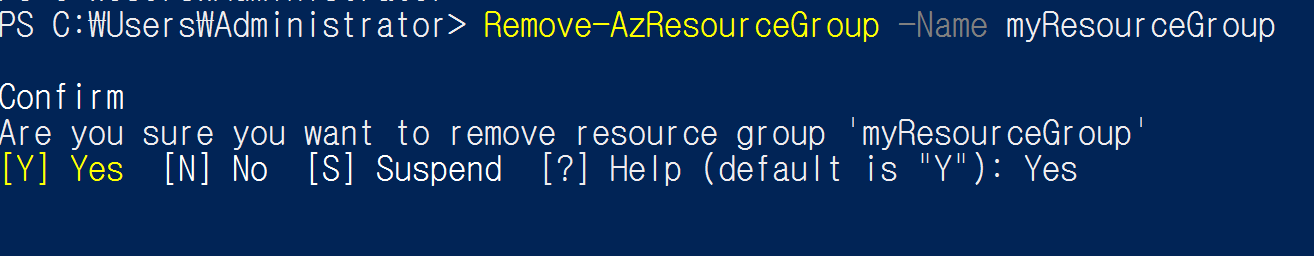 PS C:₩Users₩Administrator> Remove-AzResourceGroup -Name myResourceGroup
Confirm
Are you sure you want to remove resource group 'myResourceGroup'
[Y] Yes  [N] No  [S] Suspend  [?] Help (default is "Y"): Yes